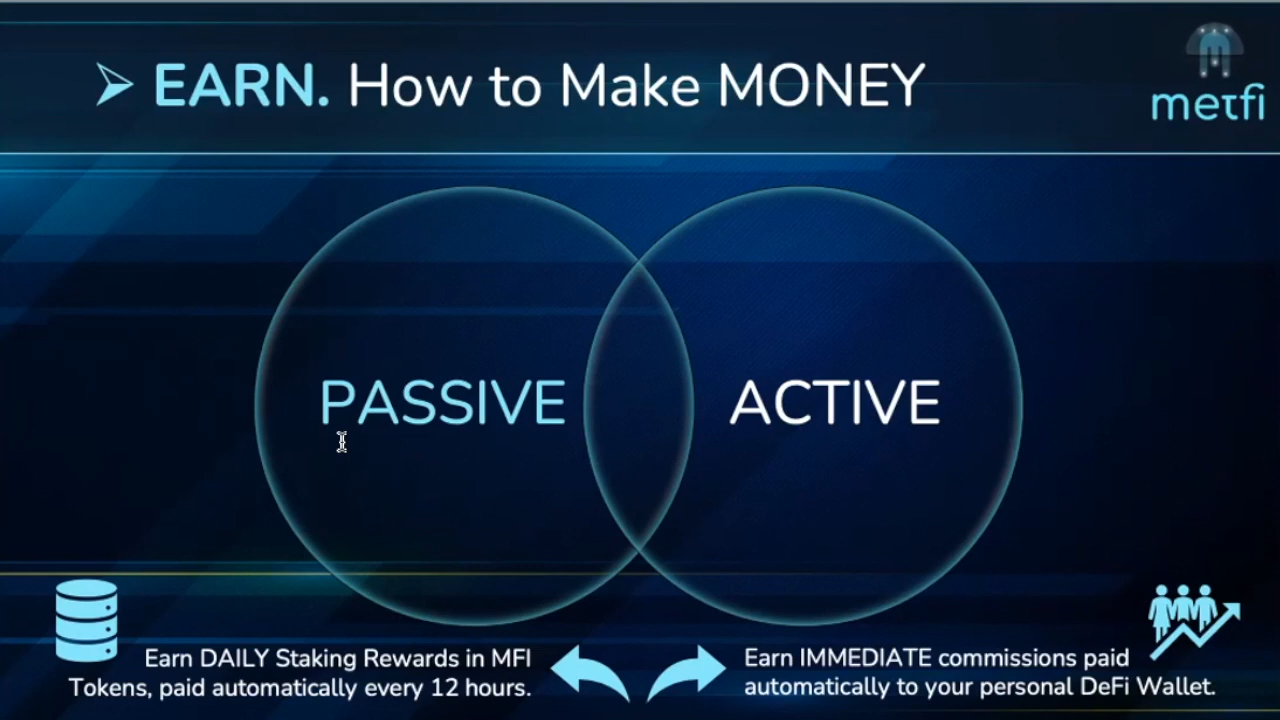 EARN. How to Make MONEY
metfi
PASSIVE
ACTIVE
Earn DAILY Staking Rewards in MFI
Tokens, paid automatically every 12 hours.
Earn IMMEDIATE commissions paid
automatically to your personal DeFi Wallet.